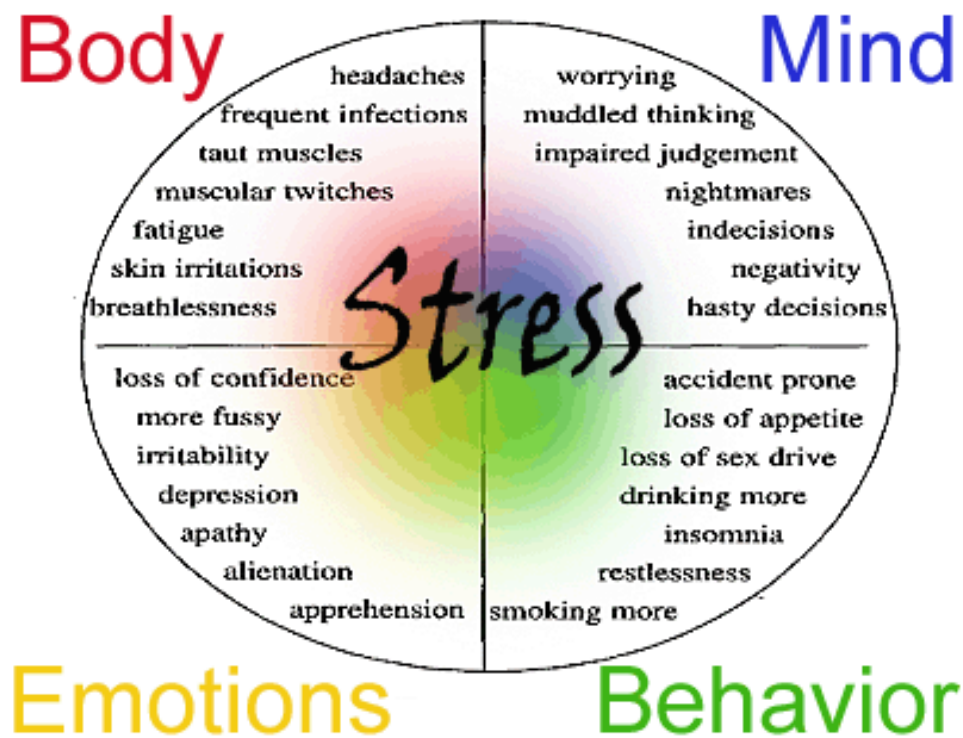 Body
Mind
headaches
frequent infections
taut muscles
muscular twitches
fatigue
skin irritations
breathlessness
worrying
muddled thinking
impaired judgement
nightmares
indecisions
negativity
hasty decisions
Stress
loss of confidence
more fussy
irritability
depression
apathy
alienation
apprehension
accident prone
loss of appetite
loss of sex drive
drinking more
insomnia
restlessness
smoking more
Emotions
Behavior